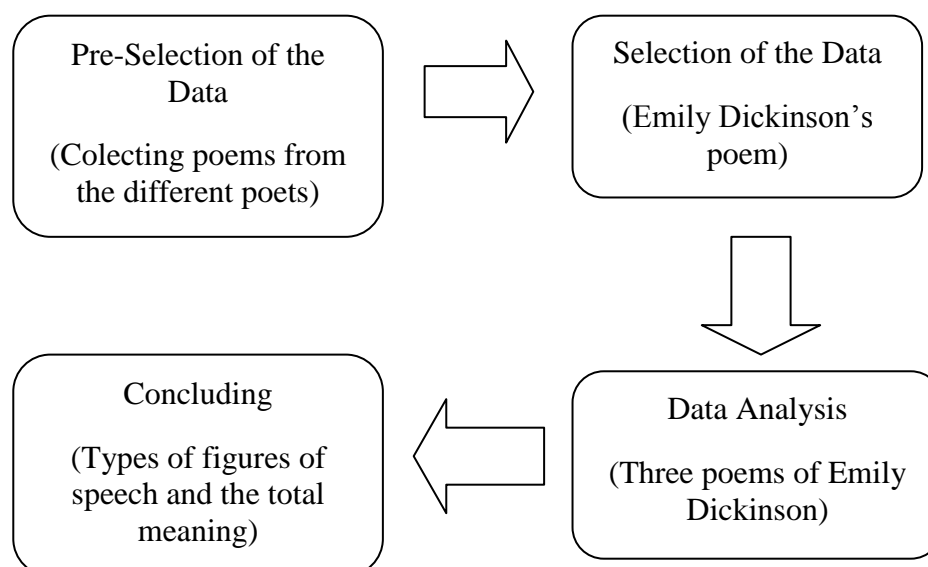 Pre-Selection of the
Data
(Colecting poems from
the different poets)
Selection of the Data
(Emily Dickinson’s
poem)
Data Analysis
(Three poems of Emily
Dickinson)
Concluding
(Types of figures of
speech and the total
meaning)